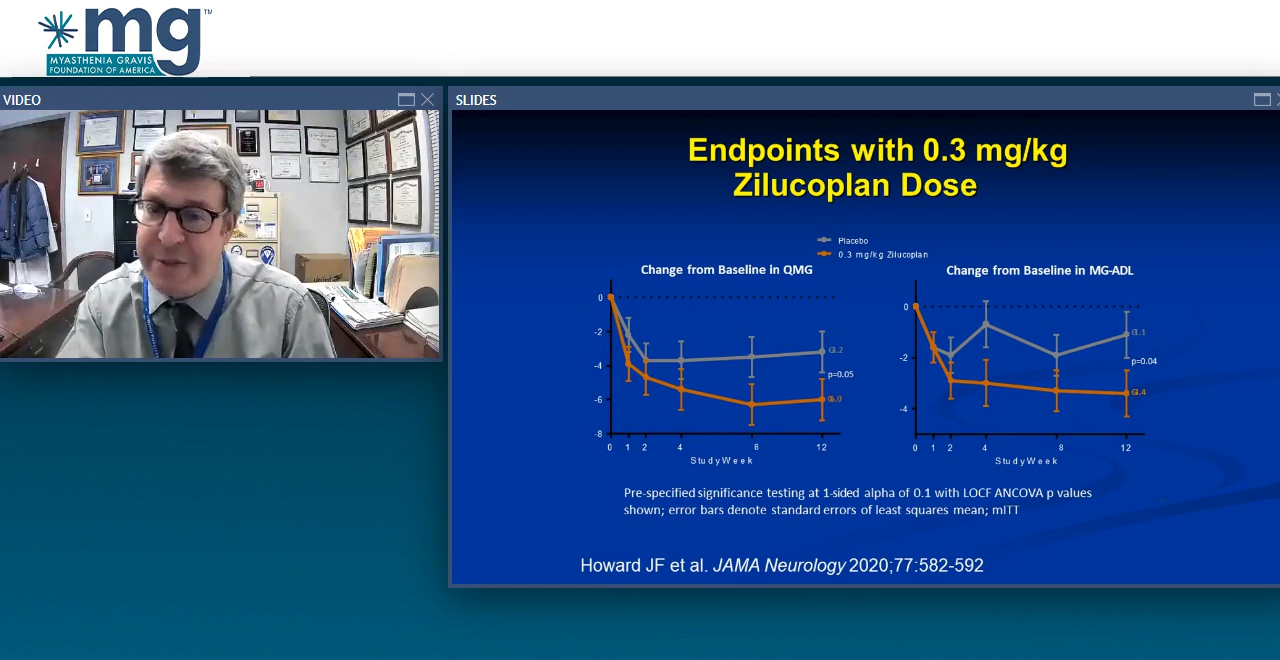 mg
TM
MYASTHENIA GRAVIS
FOUNDATION OF AMERICA
VIDEO
SLIDES
Endpoints with 0.3 mg/kg
Zilucoplan Dose
Placebo
0.3 mg/kg Zilucoplan
Change from Baseline in QMG
0
-2
-4
-6
-8
p=0.05
0 1 2 4 8 12
Study Week
Change from Baseline in MG-ADL
0
-2
-4
p=0.04
0 1 2 4 8 12
Study Week
Pre-specified significance testing at 1-sided alpha of 0.1 with LOCF ANCOVA p values
shown; error bars denote standard errors of least squares mean; mITT
Howard JF et al. JAMA Neurology 2020;77:582-592